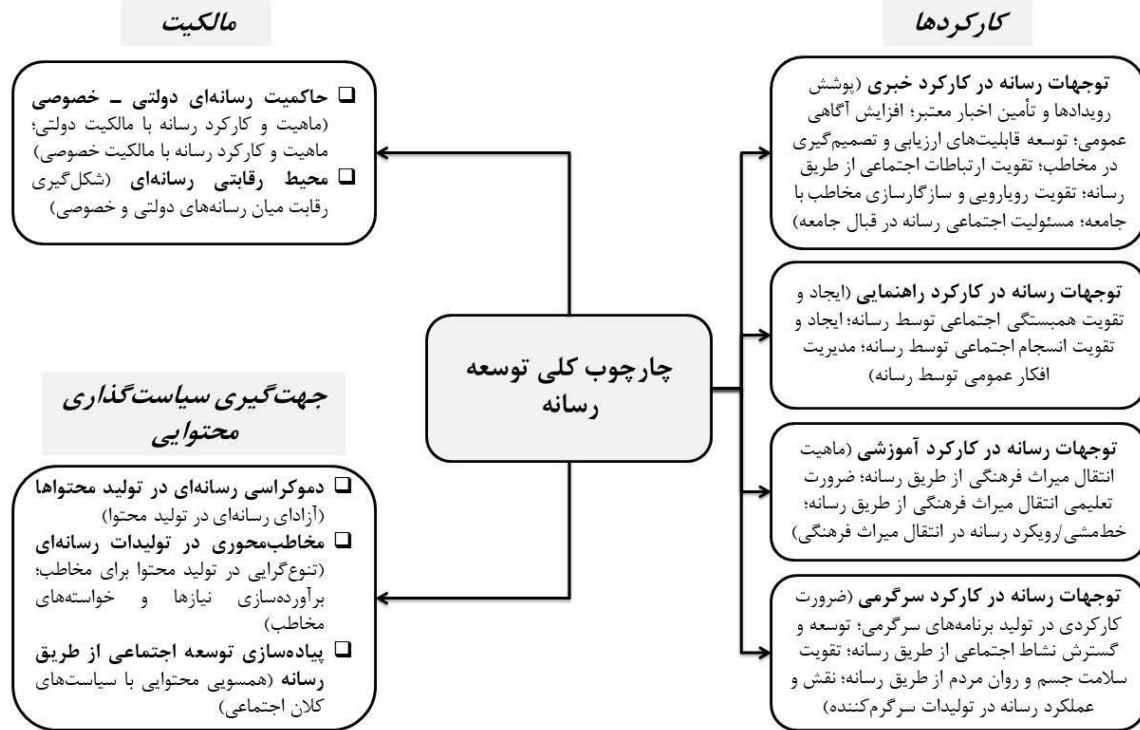 کارکردها
توجهات رسانه در کارکرد خبری (پوشش
رویدادها و تأمین اخبار معتبر؛ افزایش آگاهی
عمومی؛ توسعه قابلیت‌های ارزیابی و تصمیم‌گیری
در مخاطب؛ تقویت ارتباطات اجتماعی از طریق
رسانه؛ تقویت رویارویی و سازگارسازی مخاطب با
جامعه؛ مسئولیت اجتماعی رسانه در قبال جامعه)
توجهات رسانه در کارکرد راهنمایی (ایجاد و
تقویت همبستگی اجتماعی توسط رسانه؛ ایجاد و
تقویت انسجام اجتماعی توسط رسانه؛ مدیریت
افکار عمومی توسط رسانه)
توجهات رسانه در کارکرد آموزشی (ماهیت
انتقال میراث فرهنگی از طریق رسانه؛ ضرورت
تعلیمی انتقال میراث فرهنگی از طریق رسانه؛
خط‌مشی/رویکرد رسانه در انتقال میراث فرهنگی)
توجهات رسانه در کارکرد سرگرمی (ضرورت
کارکردی در تولید برنامه‌های سرگرمی؛ توسعه و
گسترش نشاط اجتماعی از طریق رسانه؛ تقویت
سلامت جسم و روان مردم از طریق رسانه؛ نقش و
عملکرد رسانه در تولیدات سرگرم‌کننده)
چارچوب کلی توسعه
رسانه
مالکیت
❑ حاکمیت رسانه‌ای دولتی ـ خصوصی
(ماهیت و کارکرد رسانه با مالکیت دولتی؛
ماهیت و کارکرد رسانه با مالکیت خصوصی)
❑ محیط رقابتی رسانه‌ای (شکل‌گیری
رقابت میان رسانه‌های دولتی و خصوصی)
جهت‌گیری سیاست‌گذاری
محتوایی
❑ دموکراسی رسانه‌ای در تولید محتواها
(آزادای رسانه‌ای در تولید محتوا)
❑ مخاطب‌محوری در تولیدات رسانه‌ای
(تنوع‌گرایی در تولید محتوا برای مخاطب؛
برآورده‌سازی نیازها و خواسته‌های
مخاطب)
❑ پیاده‌سازی توسعه اجتماعی از طریق
رسانه (همسویی محتوایی با سیاست‌های
کلان اجتماعی)